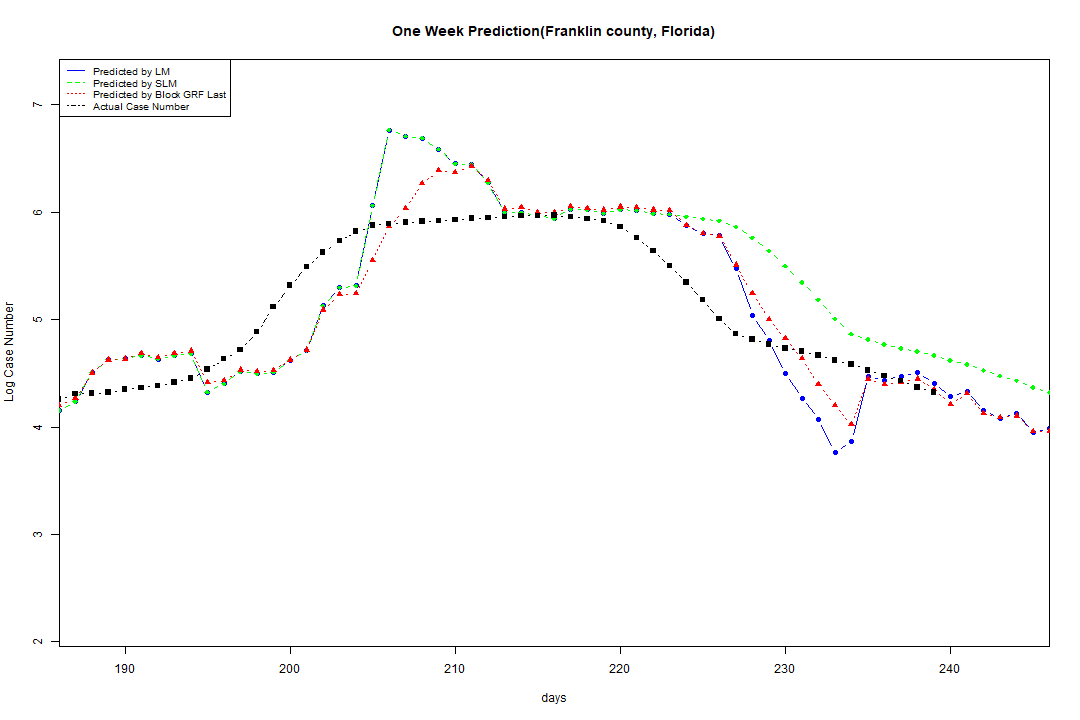 One Week Prediction(Franklin county, Florida)
Predicted by LM
Predicted by SLM
Predicted by Block GRF Last
Actual Case Number
7
6
5
4
3
2
Log Case Number
190 200 210 220 230 240
days